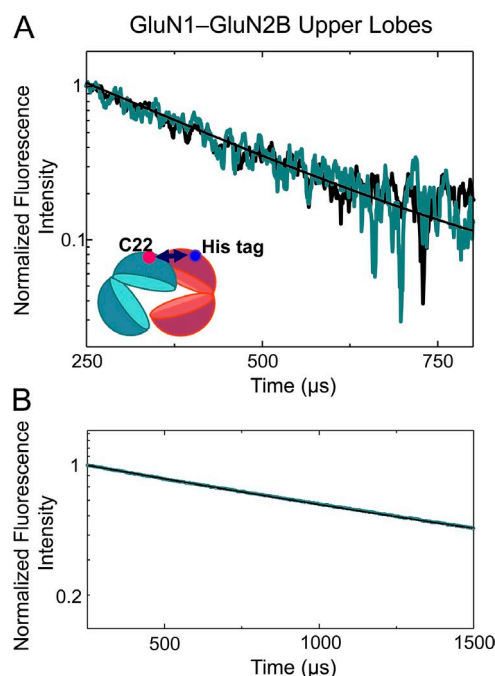 A
GluN1–GluN2B Upper Lobes
Normalized Fluorescence
Intensity
1
0.1
C22
His tag
250
500
750
Time (µs)
B
Normalized Fluorescence
Intensity
1
0.2
500
1000
1500
Time (µs)